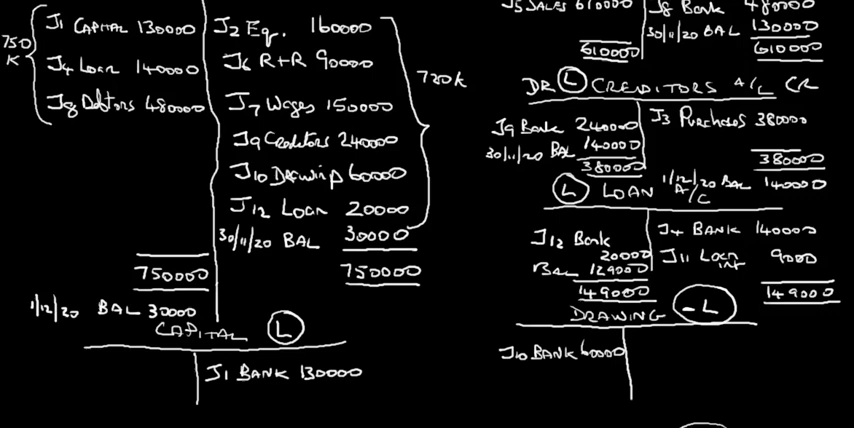 J1 CAPITAL 130000
J2 Eq. 160000
750 K
J4 Loan 140000
J6 R+R 90000
J8 Debtors 480000
J7 Wages 150000
720K
J9 Creditors 240000
J10 Drawing 60000
J12 LOAN 20000
30/11/20 BAL 30000
750000
750000
1/12/20 BAL 30000
CAPITAL L
J1 BANK 130000
J5 SALES 610000
J8 Bank 480000
30/11/20 BAL 130000
610000
610000
DR L CREDITORS A/C CR
J9 Bank 240000
J3 PURCHASES 380000
30/11/20 BAL 140000
380000
380000
1/12/20 BAL 140000
L LOAN A/C
J12 Bank 20000
J4 BANK 140000
BAL 129000
J11 Loan int 9000
149000
149000
DRAWING -L
J10 BANK 60000